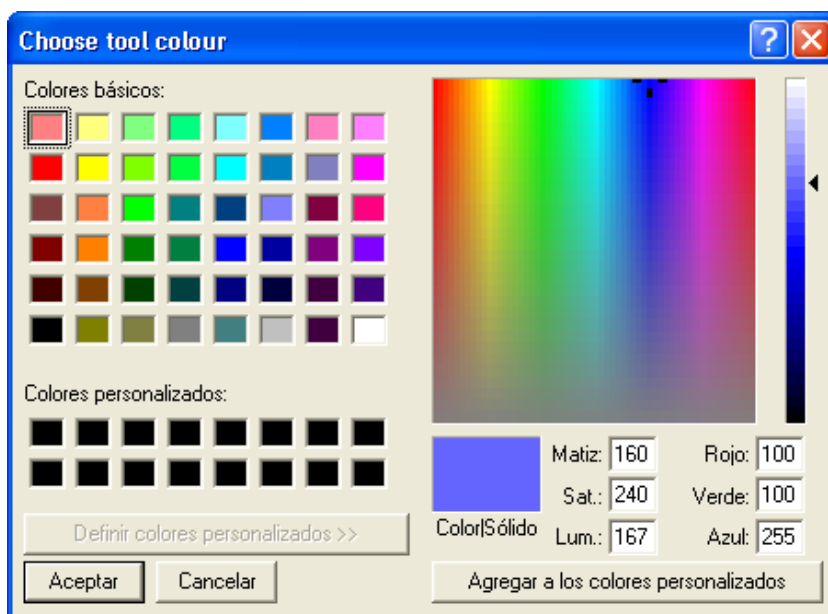 Choose tool colour
Colores básicos:
Colores personalizados:
Definir colores personalizados >>
Aceptar Cancelar
Color|Sólido
Matiz: 160 Rojo: 100
Sat.: 240 Verde: 100
Lum.: 167 Azul: 255
Agregar a los colores personalizados